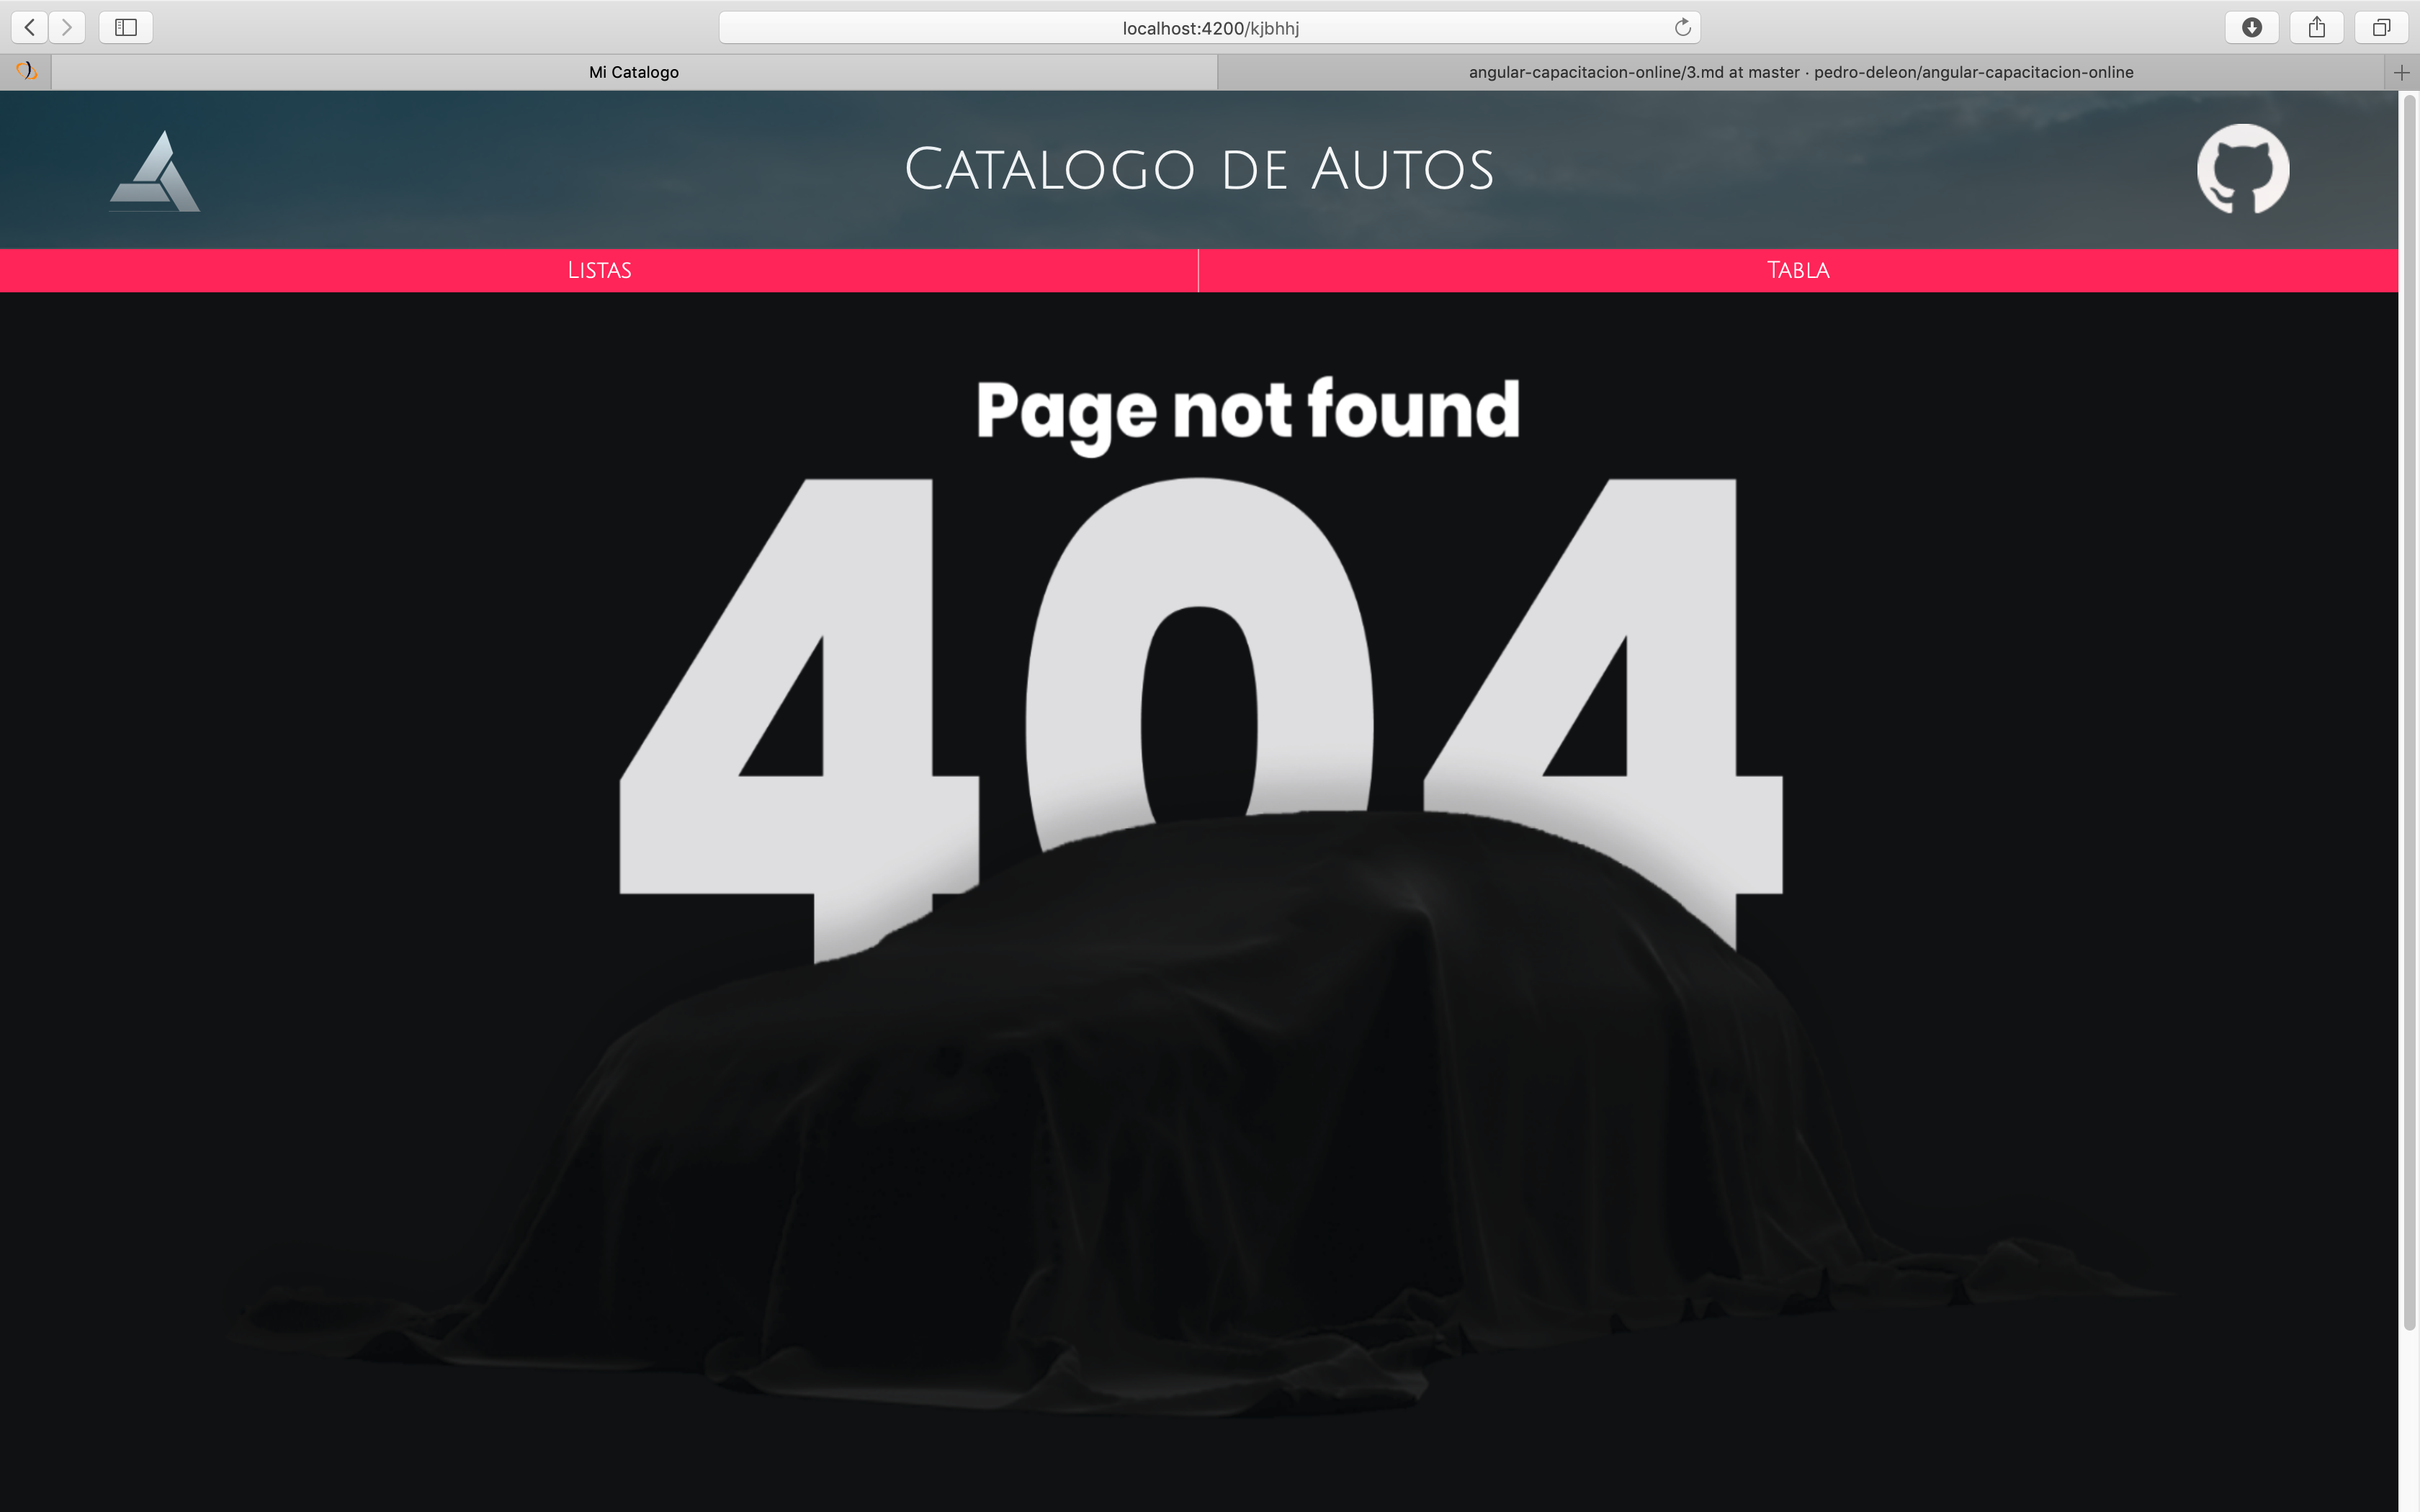 localhost:4200/kjbhhj
Mi Catalogo
angular-capacitacion-online/3.md at master · pedro-deleon/angular-capacitacion-online
Catalogo de Autos
Listas
Tabla
Page not found
404